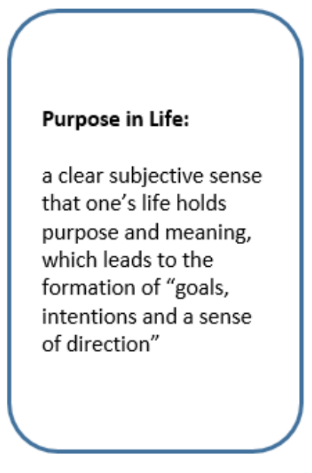 Purpose in Life:
a clear subjective sense
that one’s life holds
purpose and meaning,
which leads to the
formation of “goals,
intentions and a sense
of direction”